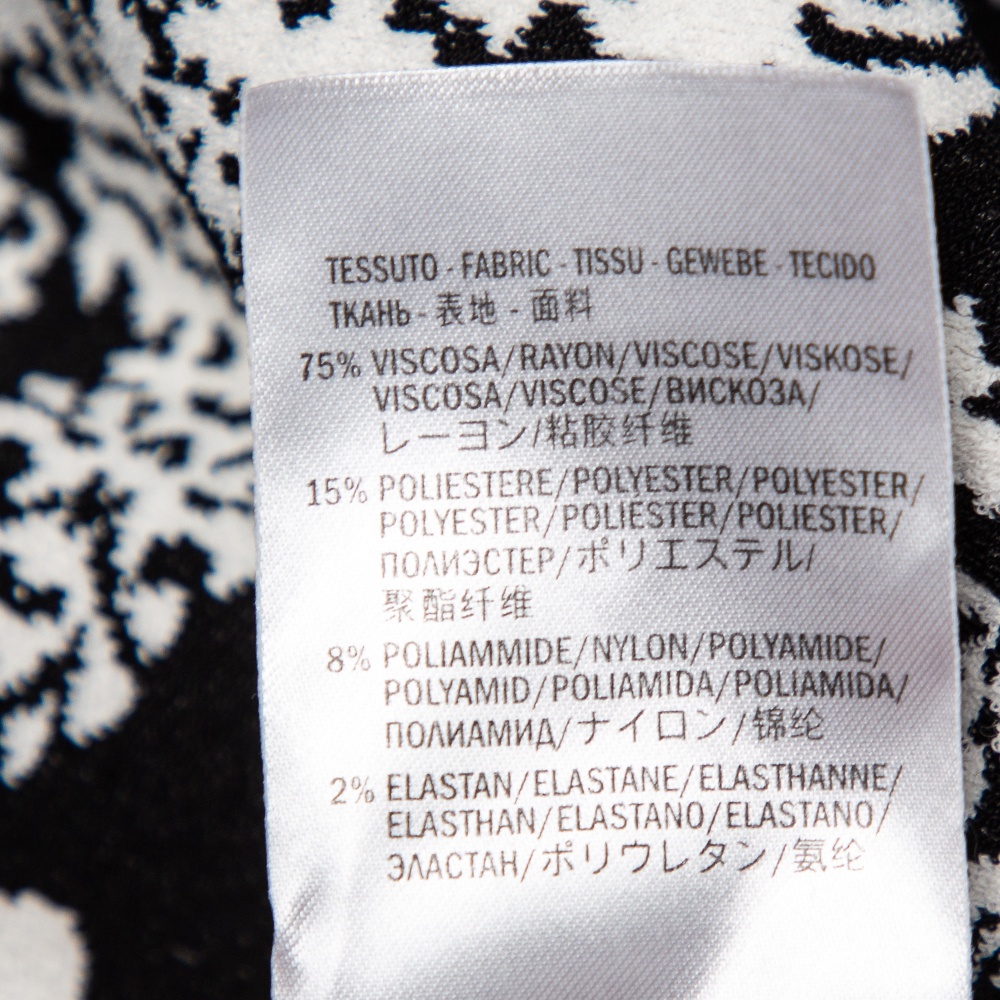 TESSUTO - FABRIC - TISSU - GEWEBE - TECIDO
ТКАНЬ - 表地 - 面料
75% VISCOSA/RAYON/VISCOSE/VISKOSE/
VISCOSA/VISCOSE/ВИСКОЗА/
レーヨン/粘胶纤维
15% POLIESTERE/POLYESTER/POLYESTER/
POLYESTER/POLIESTER/POLIESTER/
ПОЛИЭСТЕР/ポリエステル/
聚酯纤维
8% POLIAMMIDE/NYLON/POLYAMIDE/
POLYAMID/POLIAMIDA/POLIAMIDA/
ПОЛИАМИД/ナイロン/锦纶
2% ELASTAN/ELASTANE/ELASTHANNE/
ELASTHAN/ELASTANO/ELASTANO/
ЭЛАСТАН/ポリウレタン/氨纶